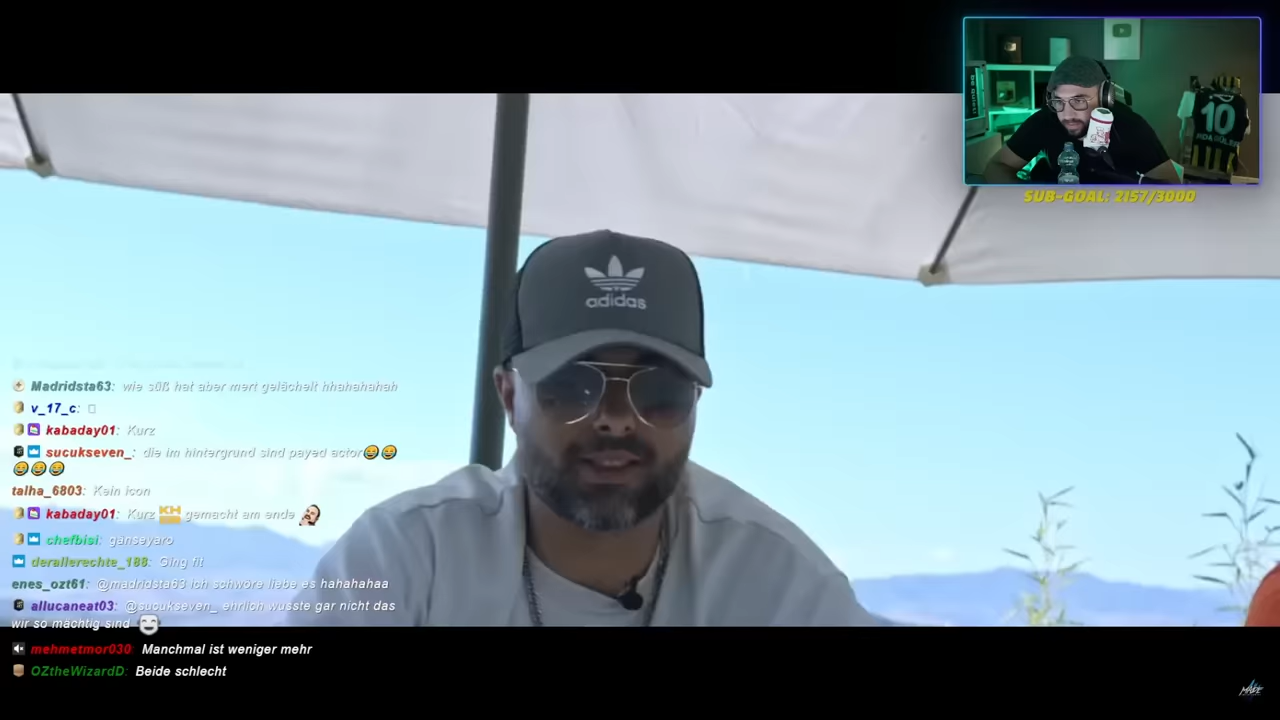 10
SUB-GOAL: 2157/3000
adidas
Madridsta63: wie süß hat aber mert gelächelt hhahahahah
v_17_c:
kabaday01: Kurz
sucukseven_: die im hintergrund sind payed actor
talha_6803: Kein Icon
kabaday01: Kurz KH gemacht am ende
chefbisi: ganseyaro
derallerechte_188: Ging fit
enes_ozt61: @madridsta63 ich schwöre liebe es hahahahaa
allucaneat03: @sucukseven_ ehrlich wusste gar nicht das
wir so mächtig sind
mehmetmor030: Manchmal ist weniger mehr
OZtheWizardD: Beide schlecht